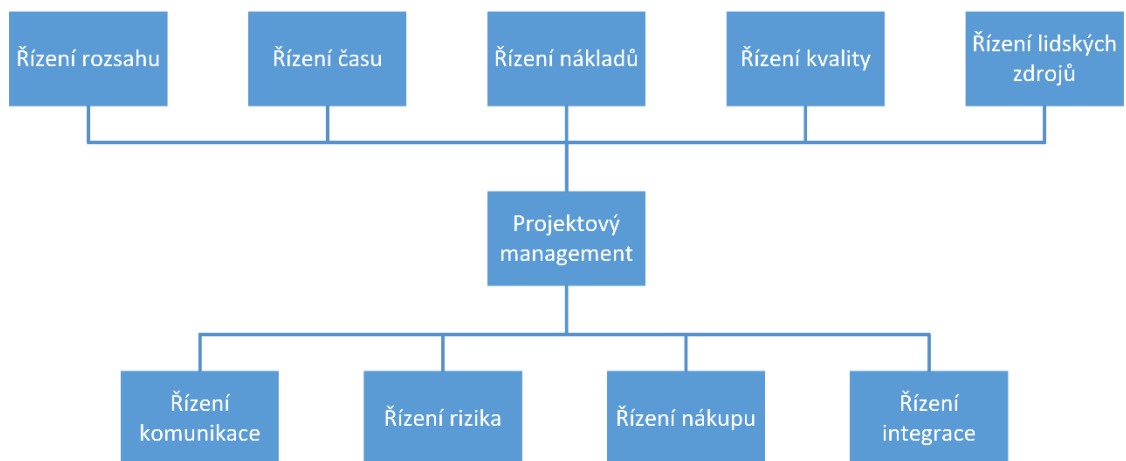 Řízení rozsahu
Řízení času
Řízení nákladů
Řízení kvality
Řízení lidských
zdrojů
Projektový
management
Řízení
komunikace
Řízení rizika
Řízení nákupu
Řízení
integrace